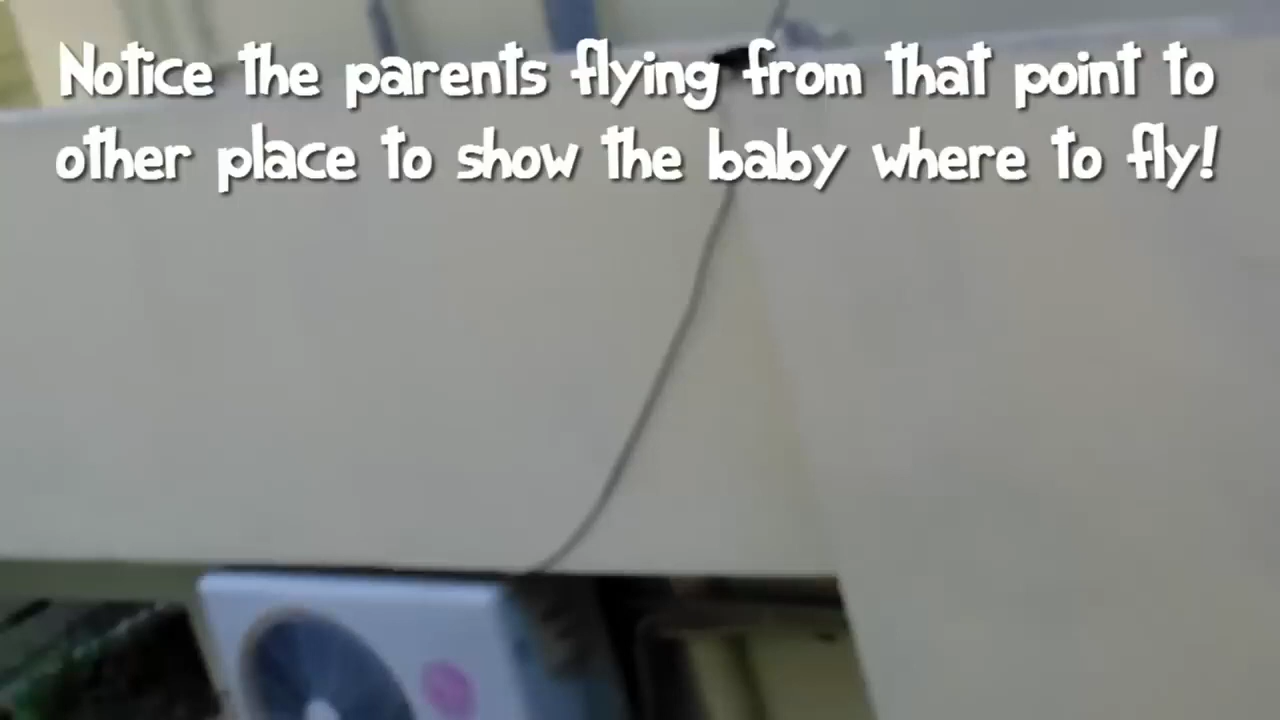 Notice the parents flying from that point to
other place to show the baby where to fly!